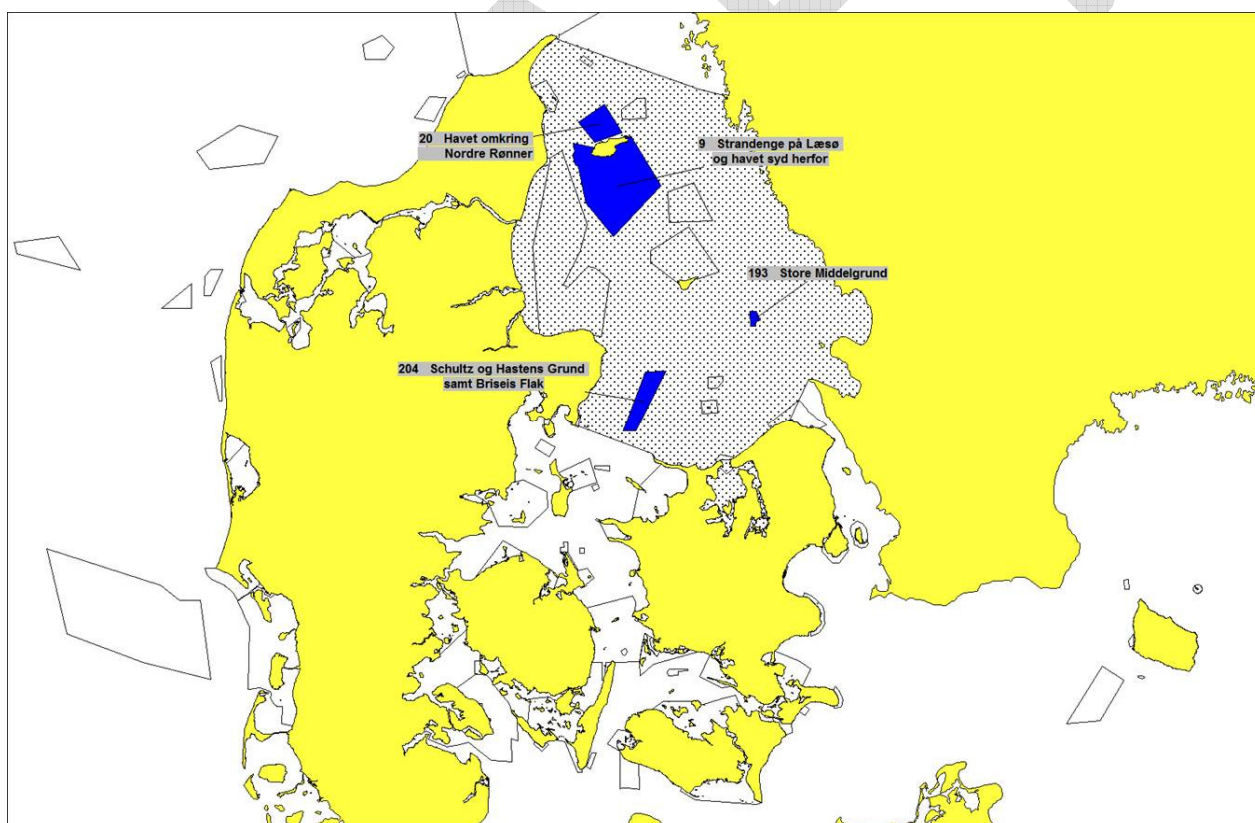 20 Havet omkring
Nordre Rønner
9 Strandenge på Læsø
og havet syd herfor
193 Store Middelgrund
204 Schultz og Hastens Grund
samt Briseis Flak